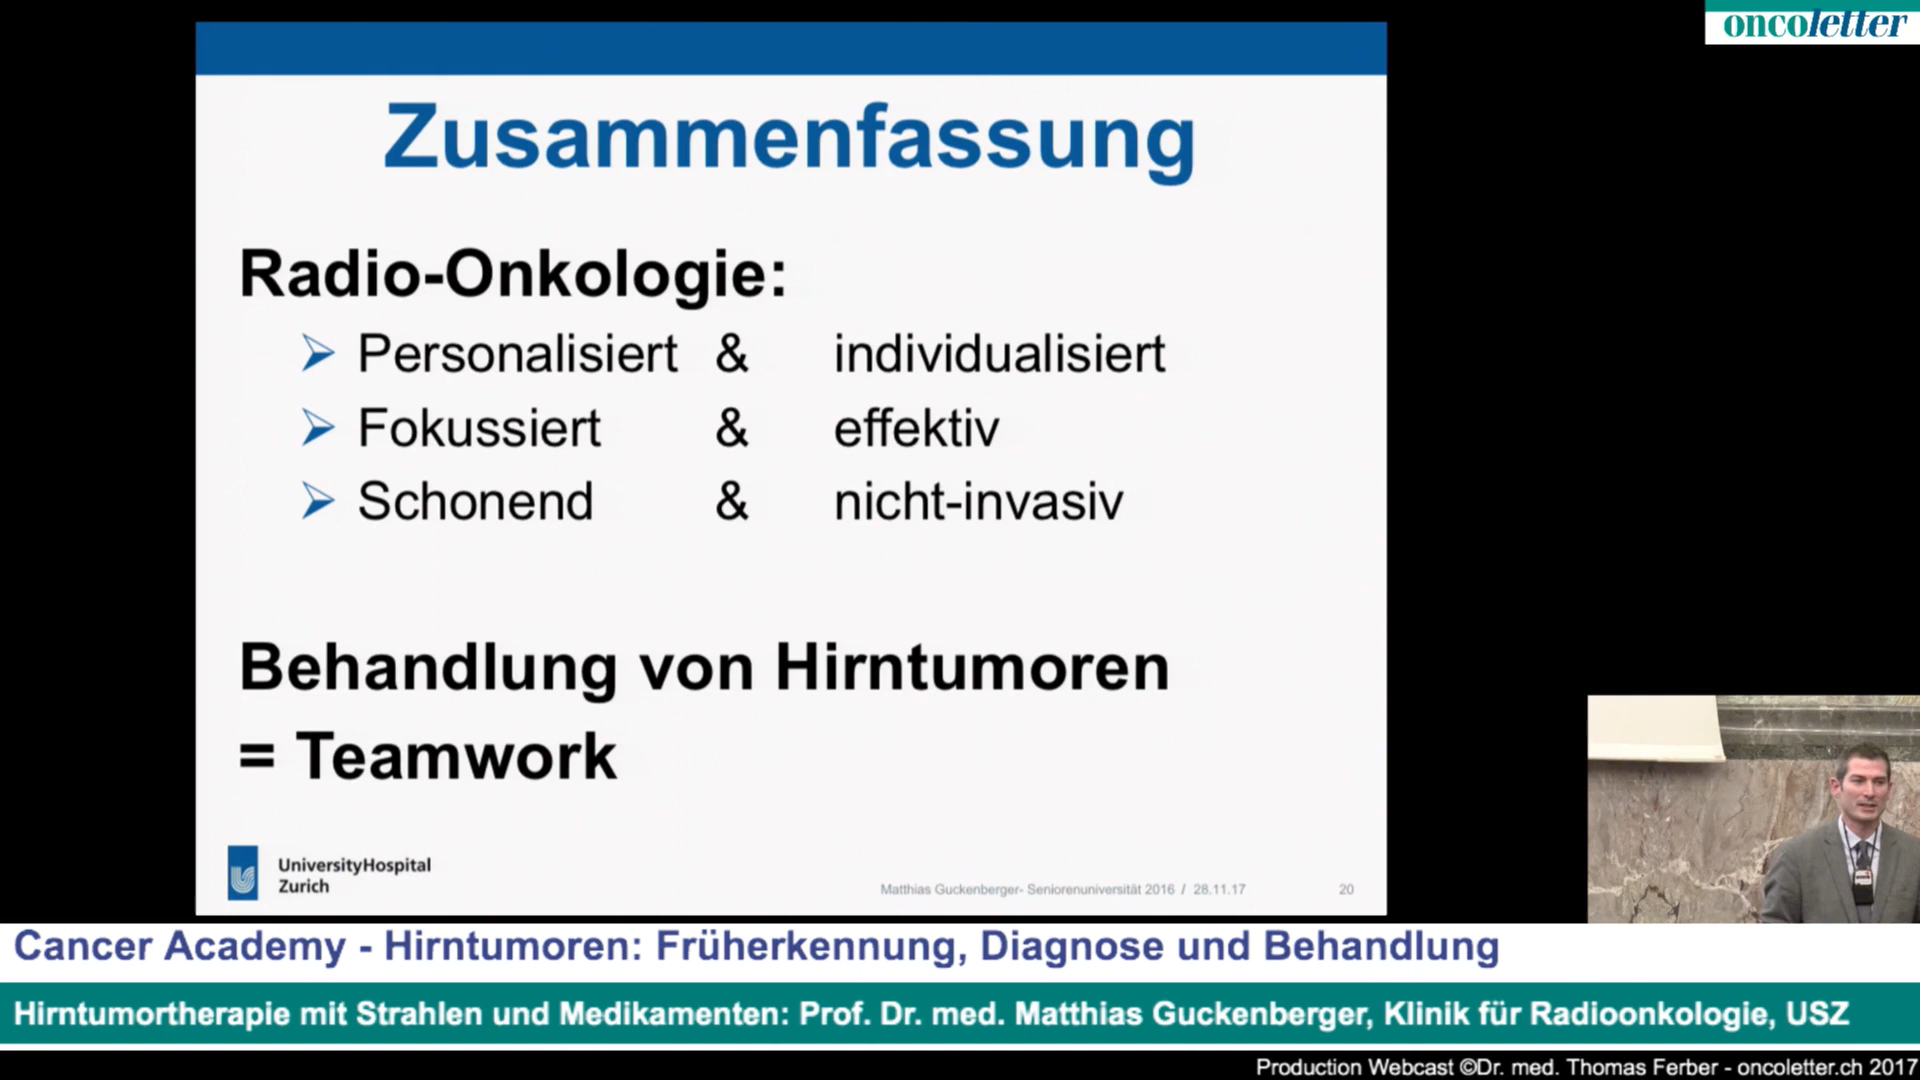 oncoletter
Zusammenfassung
Radio-Onkologie:
Personalisiert & individualisiert
Fokussiert & effektiv
Schonend & nicht-invasiv
Behandlung von Hirntumoren
= Teamwork
UniversityHospital
Zurich
Matthias Guckenberger- Seniorenuniversität 2016 / 28.11.17 20
Cancer Academy - Hirntumoren: Früherkennung, Diagnose und Behandlung
Hirntumortherapie mit Strahlen und Medikamenten: Prof. Dr. med. Matthias Guckenberger, Klinik für Radioonkologie, USZ
Production Webcast ©Dr. med. Thomas Ferber - oncoletter.ch 2017